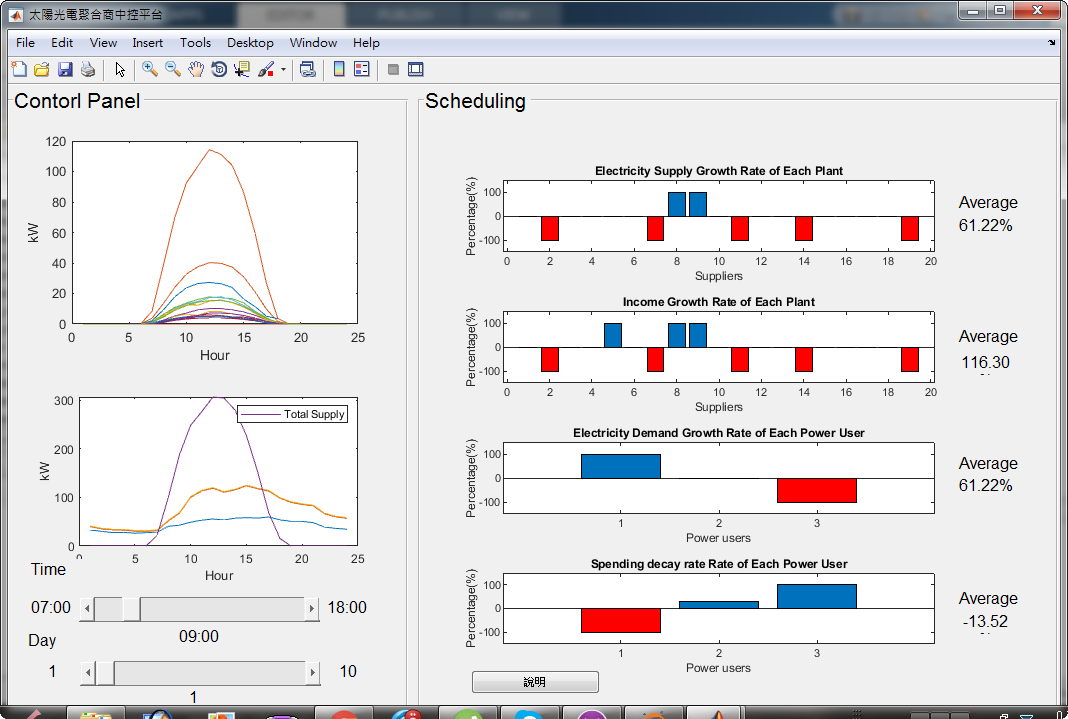 太陽光電聚合商中控平台
File Edit View Insert Tools Desktop Window Help
Contorl Panel
120
100
80
60
40
20
0
kW
0 5 10 15 20 25
Hour
300
200
100
0
kW
Total Supply
5 10 15 20 25
Hour
Time
07:00 18:00
09:00
Day
1 10
1
Scheduling
Electricity Supply Growth Rate of Each Plant
Percentage(%)
100
0
-100
0 2 4 6 8 10 12 14 16 18 20
Suppliers
Average
61.22%
Income Growth Rate of Each Plant
Percentage(%)
100
0
-100
0 2 4 6 8 10 12 14 16 18 20
Suppliers
Average
116.30
Electricity Demand Growth Rate of Each Power User
Percentage(%)
100
0
-100
1 2 3
Power users
Average
61.22%
Spending decay rate Rate of Each Power User
Percentage(%)
100
0
-100
1 2 3
Power users
Average
-13.52
說明